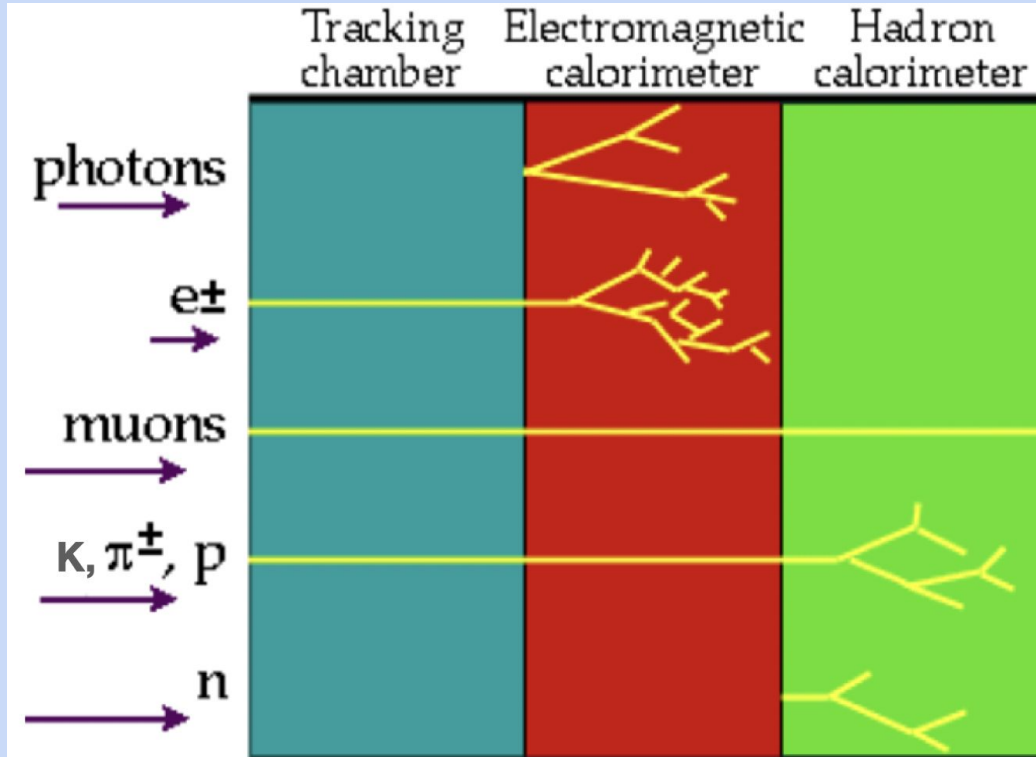 Tracking chamber
Electromagnetic calorimeter
Hadron calorimeter
photons
e±
muons
K, π±, p
n